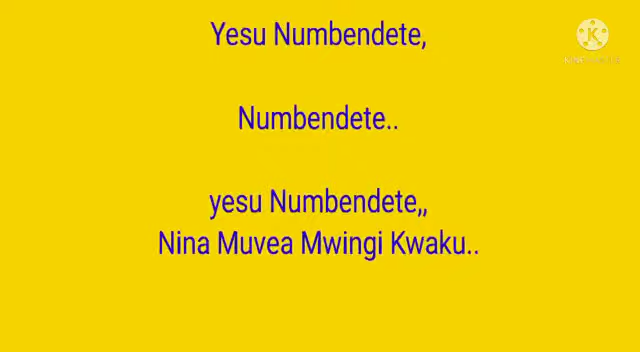 Yesu Numbendete,
Numbendete..
yesu Numbendete,,
Nina Muvea Mwingi Kwaku..
K